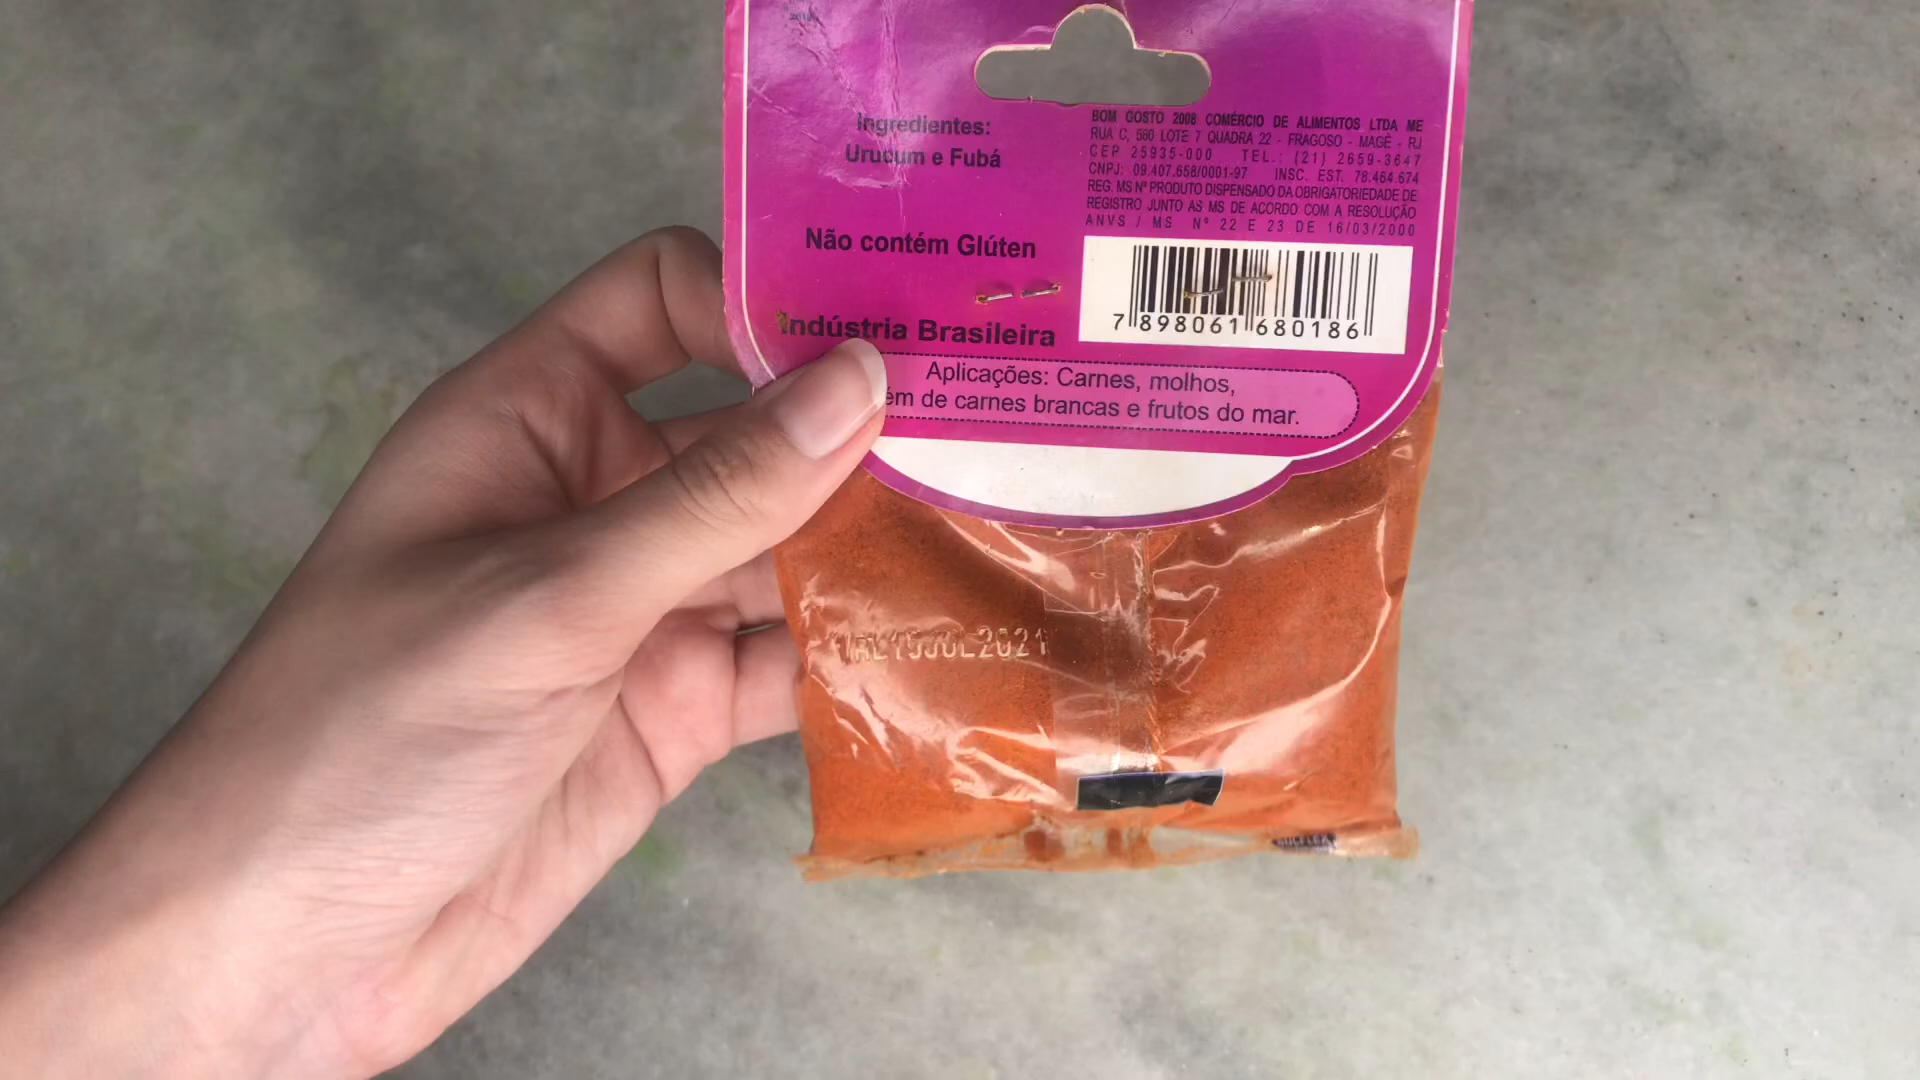 Ingredientes:
Urucum e Fubá
Não contém Glúten
Indústria Brasileira
BOM GOSTO 2008 COMÉRCIO DE ALIMENTOS LTDA ME
RUA C, 580 LOTE 7 QUADRA 22 - FRAGOSO - MAGÉ - RJ
CEP 25935-000 TEL.: (21) 2659-3647
CNPJ: 09.407.658/0001-97 INSC. EST. 78.464.674
REG. MS Nº PRODUTO DISPENSADO DA OBRIGATORIEDADE DE
REGISTRO JUNTO AS MS DE ACORDO COM A RESOLUÇÃO
ANVS / MS Nº 22 E 23 DE 16/03/2000
7 898061 680186
Aplicações: Carnes, molhos,
ém de carnes brancas e frutos do mar.
2021